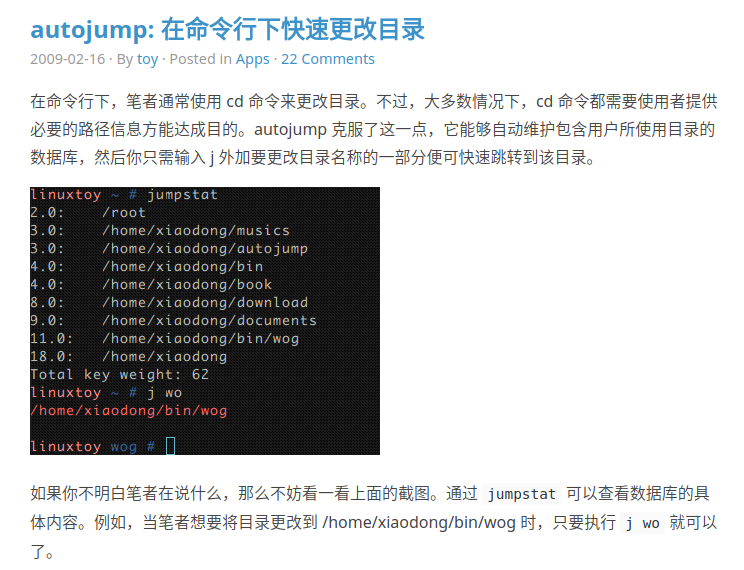 autojump: 在命令行下快速更改目录
2009-02-16 · By toy · Posted in Apps · 22 Comments
在命令行下，笔者通常使用 cd 命令来更改目录。不过，大多数情况下，cd 命令都需要使用者提供
必要的路径信息方能达成目的。autojump 克服了这一点，它能够自动维护包含用户所使用目录的
数据库，然后你只需输入 j 外加要更改目录名称的一部分便可快速跳转到该目录。
linuxtoy ~ # jumpstat
2.0:    /root
3.0:    /home/xiaodong/musics
3.0:    /home/xiaodong/autojump
4.0:    /home/xiaodong/bin
4.0:    /home/xiaodong/book
8.0:    /home/xiaodong/download
9.0:    /home/xiaodong/documents
11.0:   /home/xiaodong/bin/wog
18.0:   /home/xiaodong
Total key weight: 62
linuxtoy ~ # j wo
/home/xiaodong/bin/wog
linuxtoy wog #
如果你不明白笔者在说什么，那么不妨看一看上面的截图。通过 jumpstat 可以查看数据库的具
体内容。例如，当笔者想要将目录更改到 /home/xiaodong/bin/wog 时，只要执行 j wo 就可以
了。